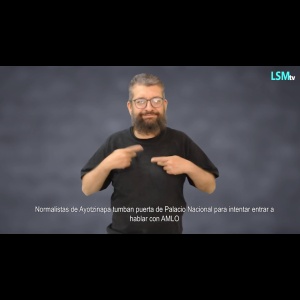 LSMtv
Normalistas de Ayotzinapa tumban puerta de Palacio Nacional para intentar entrar a
hablar con AMLO